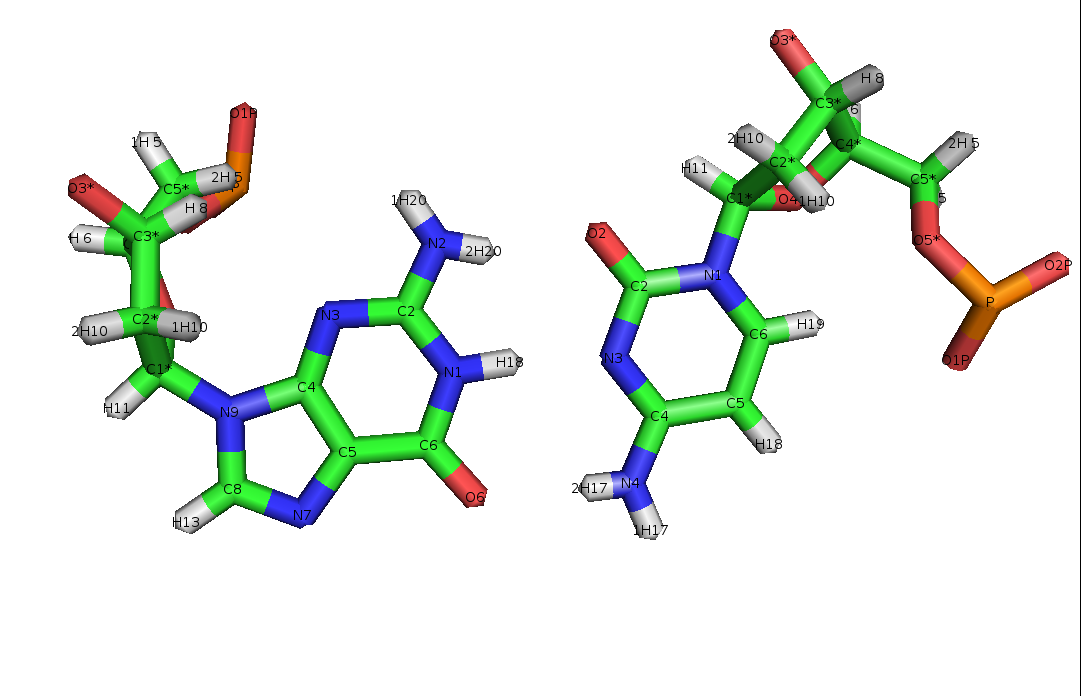 O3*
H 8
C3*
6
O1P
1H 5
2H10
C4*
2H 5
C2*
H11
C5*
2H 5
C5*
O3*
C1*
O4
1H10
5
1H20
H 8
H 6
C3*
O2
O5*
N2
2H20
O2P
N1
C2
P
C2*
1H10
2H10
N3
C2
H19
C6
N3
O1P
H18
N1
C1*
C4
C5
H11
N9
C4
H18
C6
C5
C8
N4
2H17
O6
N7
H13
1H17